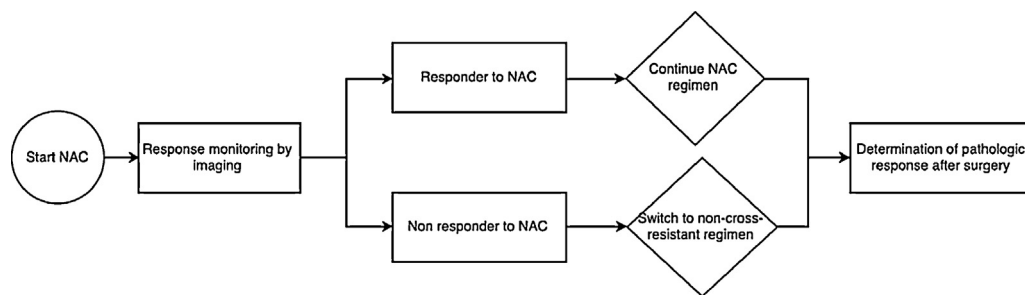 Start NAC
Response monitoring by
imaging
Responder to NAC
Continue NAC
regimen
Non responder to NAC
Switch to non-cross-
resistant regimen
Determination of pathologic
response after surgery